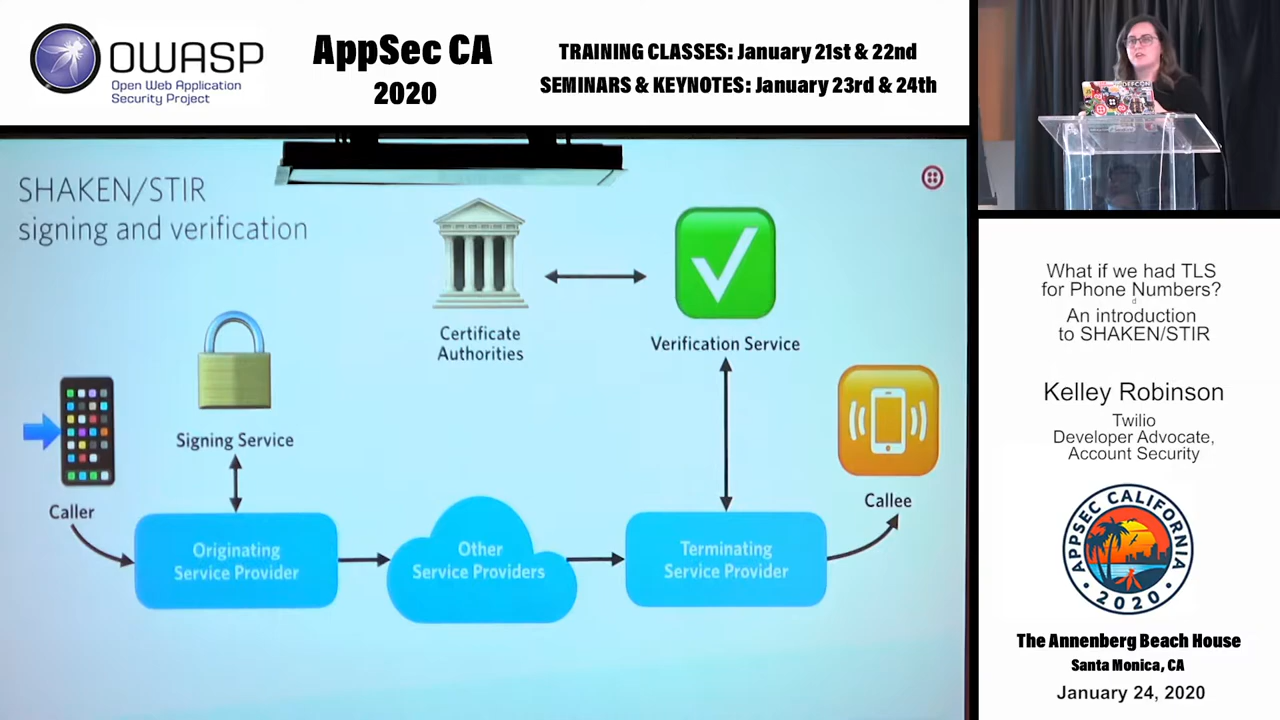 OWASP
Open Web Application
Security Project
AppSec CA
2020
TRAINING CLASSES: January 21st & 22nd
SEMINARS & KEYNOTES: January 23rd & 24th
DEFCON
SHAKEN/STIR
signing and verification
Certificate
Authorities
Verification Service
Signing Service
Caller
Callee
Originating
Service Provider
Other
Service Providers
Terminating
Service Provider
What if we had TLS
for Phone Numbers?
d
An introduction
to SHAKEN/STIR
Kelley Robinson
Twilio
Developer Advocate,
Account Security
APPSEC CALIFORNIA
2020
The Annenberg Beach House
Santa Monica, CA
January 24, 2020